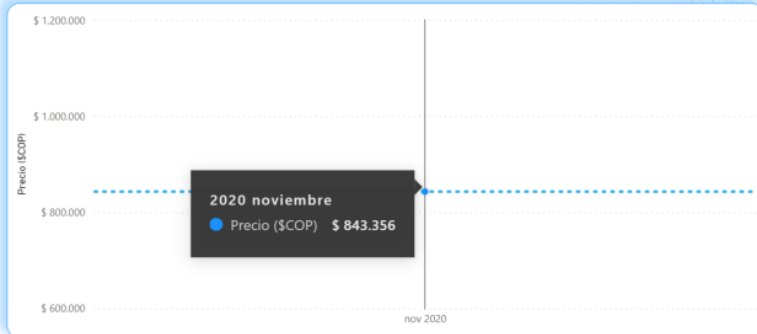 $ 1.200.000
$ 1.000.000
Precio ($COP)
2020 noviembre
Precio ($COP) $ 843.356
$ 800.000
$ 600.000
nov 2020